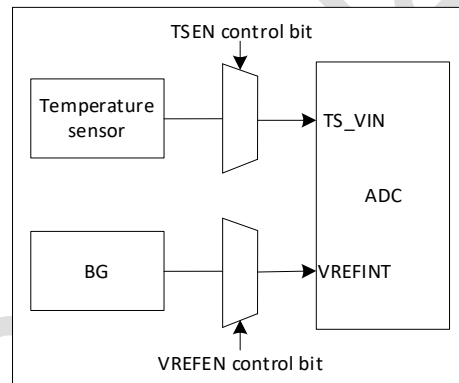 TSEN control bit
Temperature
sensor
TS_VIN
ADC
BG
VREFINT
VREFEN control bit